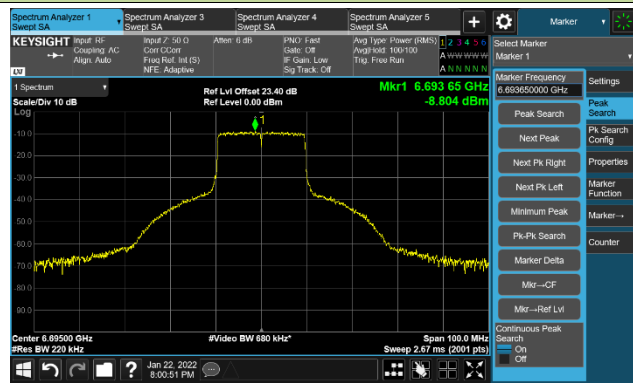 Spectrum Analyzer 1
Swept SA
Spectrum Analyzer 3
Swept SA
Spectrum Analyzer 4
Swept SA
Spectrum Analyzer 5
Swept SA
+
Marker
KEYSIGHT
Input: RF
Coupling: AC
Align: Auto
Input Z: 50 Ω
Corr CCorr
Freq Ref: Int (S)
NFE: Adaptive
Atten: 6 dB
PNO: Fast
Gate: Off
IF Gain: Low
Sig Track: Off
Avg Type: Power (RMS)
Avg|Hold: 100/100
Trig: Free Run
1 2 3 4 5 6
A W W W W W
A N N N N N
LXI
Select Marker
Marker 1
1 Spectrum
Scale/Div 10 dB
Log
Ref Lvl Offset 23.40 dB
Ref Level 0.00 dBm
Mkr1 6.693 65 GHz
-8.804 dBm
1
-10.0
-20.0
-30.0
-40.0
-50.0
-60.0
-70.0
-80.0
-90.0
Center 6.69500 GHz
#Res BW 220 kHz
#Video BW 680 kHz*
Span 100.0 MHz
Sweep 2.67 ms (2001 pts)
Marker Frequency
6.693650000 GHz
Peak Search
Next Peak
Next Pk Right
Next Pk Left
Minimum Peak
Pk-Pk Search
Marker Delta
Mkr→CF
Mkr→Ref Lvl
Continuous Peak
Search
On
Off
Settings
Peak
Search
Pk Search
Config
Properties
Marker
Function
Marker→
Counter
?
Jan 22, 2022
8:00:51 PM